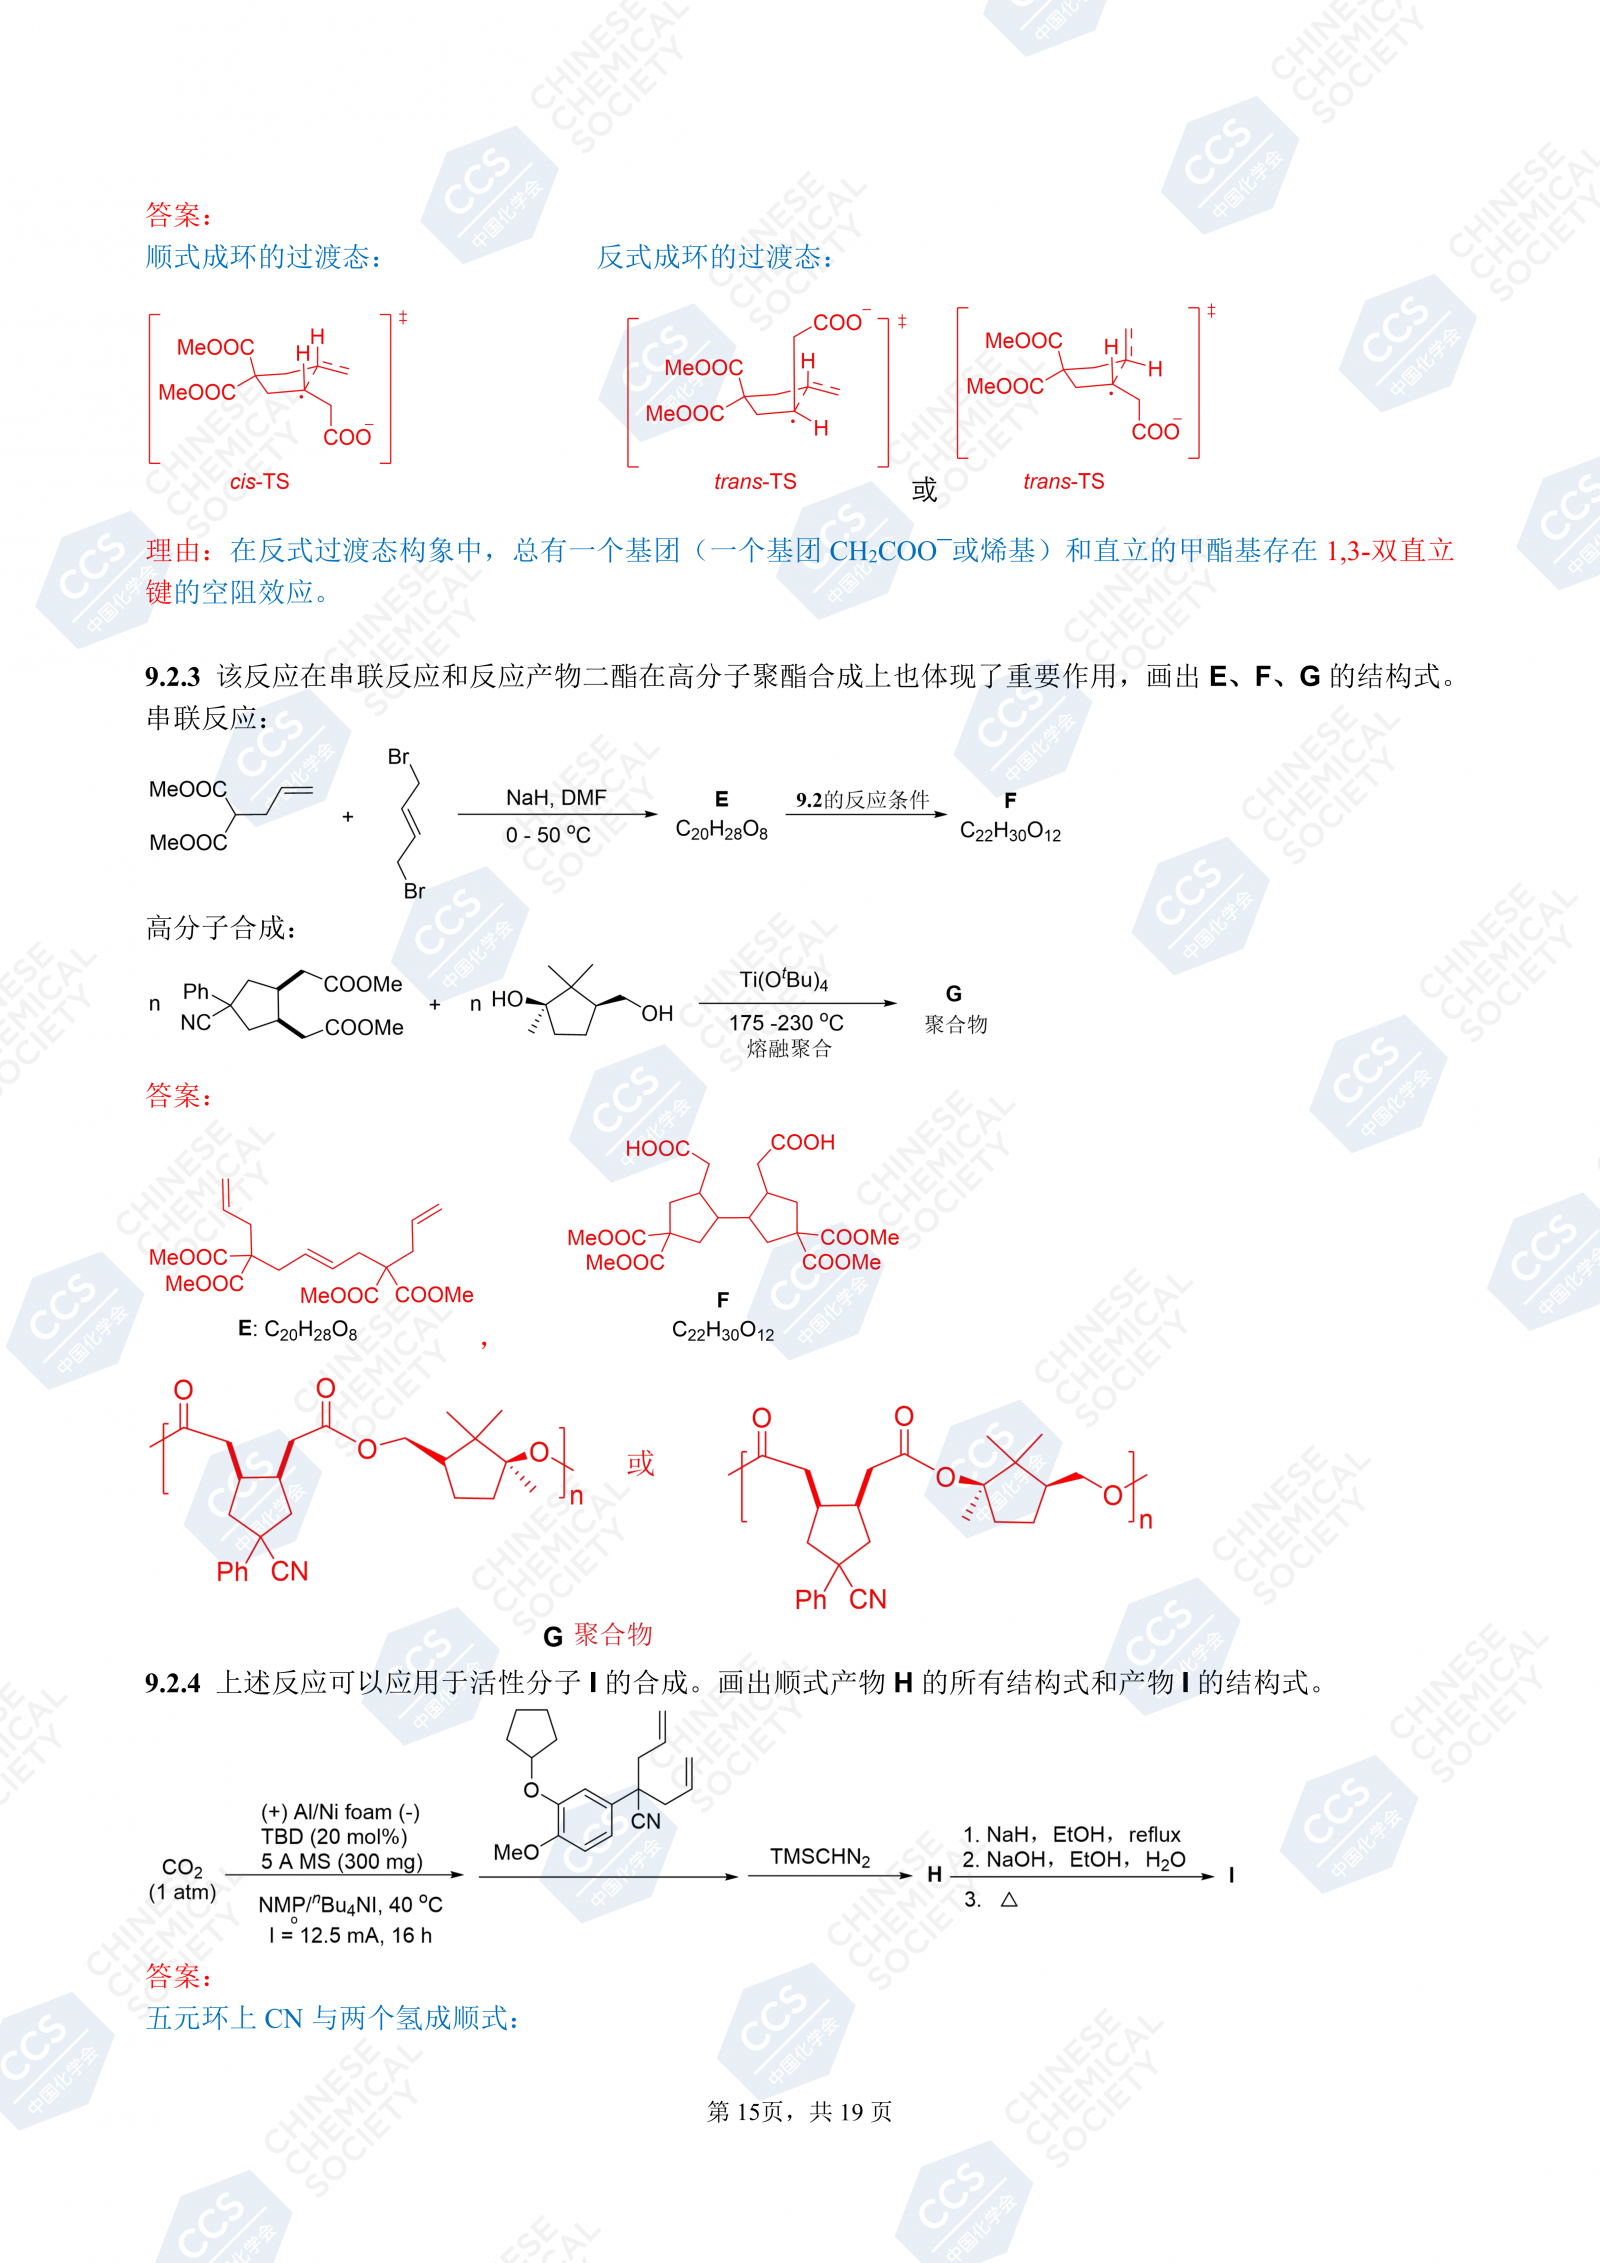 答案：
顺式成环的过渡态： 反式成环的过渡态：
MeOOC H H MeOOC COO⁻ ‡
MeOOC MeOOC COO⁻ H H ‡
MeOOC MeOOC H H COO⁻ ‡
cis-TS trans-TS 或 trans-TS
理由：在反式过渡态构象中，总有一个基团（一个基团 CH₂COO⁻或烯基）和直立的甲酯基存在 1,3-双直立
键的空阻效应。
9.2.3 该反应在串联反应和反应产物二酯在高分子聚酯合成上也体现了重要作用，画出 E、F、G 的结构式。
串联反应：
MeOOC
MeOOC
+
Br
Br
NaH, DMF
0 - 50 ºC
E
C₂₀H₂₈O₈
9.2的反应条件
F
C₂₂H₃₀O₁₂
高分子合成：
n
Ph
NC
COOMe
COOMe
+
n HO
OH
Ti(OᵗBu)₄
175 -230 ºC
熔融聚合
G
聚合物
答案：
MeOOC
MeOOC
MeOOC COOMe
E: C₂₀H₂₈O₈
，
HOOC COOH
MeOOC COOMe
MeOOC COOMe
F
C₂₂H₃₀O₁₂
O O
O O
n
Ph CN
或
O O
O O
n
Ph CN
G 聚合物
9.2.4 上述反应可以应用于活性分子 I 的合成。画出顺式产物 H 的所有结构式和产物 I 的结构式。
CO₂
(1 atm)
(+) Al/Ni foam (-)
TBD (20 mol%)
5 A MS (300 mg)
NMP/ⁿBu₄NI, 40 ºC
I = 12.5 mA, 16 h
O
MeO
CN
TMSCHN₂
H
1. NaH，EtOH，reflux
2. NaOH，EtOH，H₂O
3. △
I
答案：
五元环上 CN 与两个氢成顺式：
第 15页，共 19 页
CCS
中国化学会
CHINESE
CHEMICAL
SOCIETY